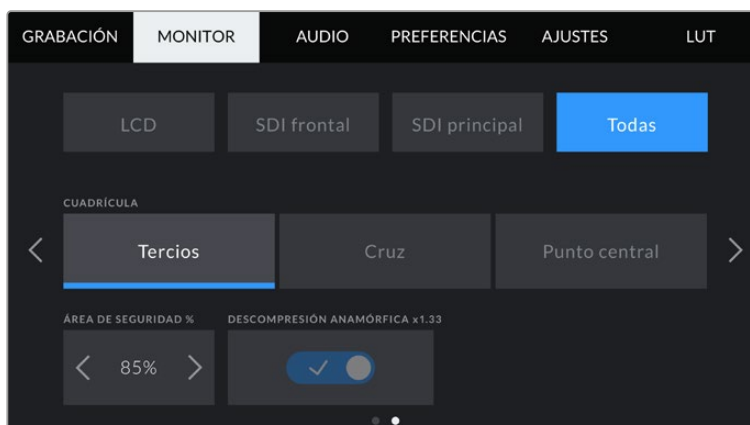 GRABACIÓN MONITOR AUDIO PREFERENCIAS AJUSTES LUT
LCD SDI frontal SDI principal Todas
CUADRÍCULA
Tercios Cruz Punto central
ÁREA DE SEGURIDAD % DESCOMPRESIÓN ANAMÓRFICA x1.33
85%